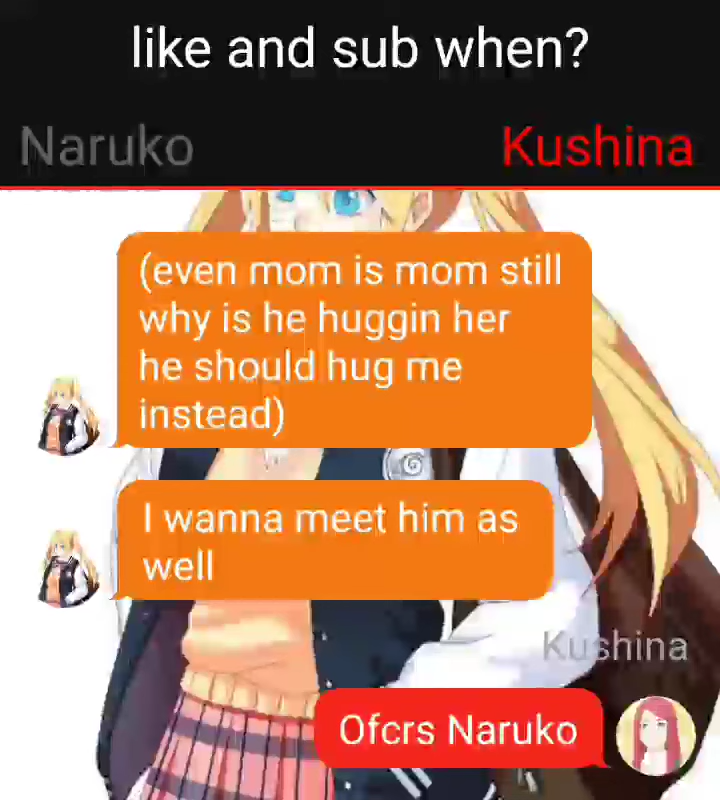 like and sub when?
Naruko
Kushina
(even mom is mom still
why is he huggin her
he should hug me
instead)
I wanna meet him as
well
Kushina
Ofcrs Naruko